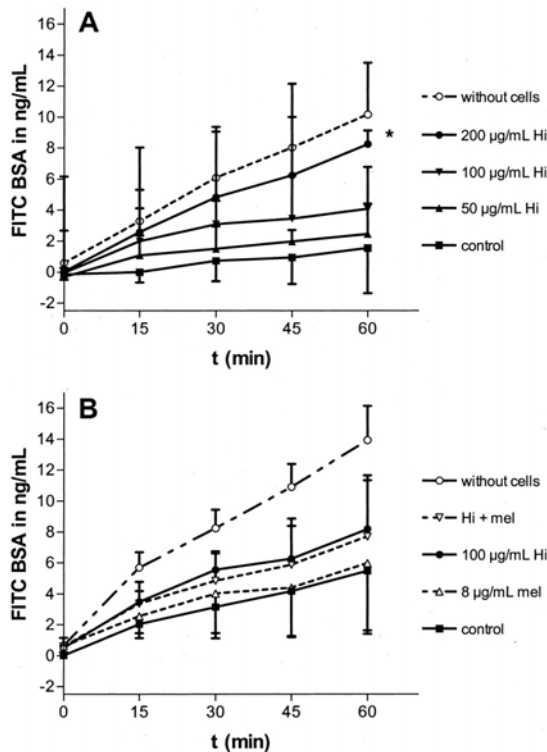 A
FITC BSA in ng/mL
16
14
12
10
8
6
4
2
0
-2
0 15 30 45 60
t (min)
*
without cells
200 µg/mL Hi
100 µg/mL Hi
50 µg/mL Hi
control
B
FITC BSA in ng/mL
16
14
12
10
8
6
4
2
0
-2
0 15 30 45 60
t (min)
without cells
Hi + mel
100 µg/mL Hi
8 µg/mL mel
control